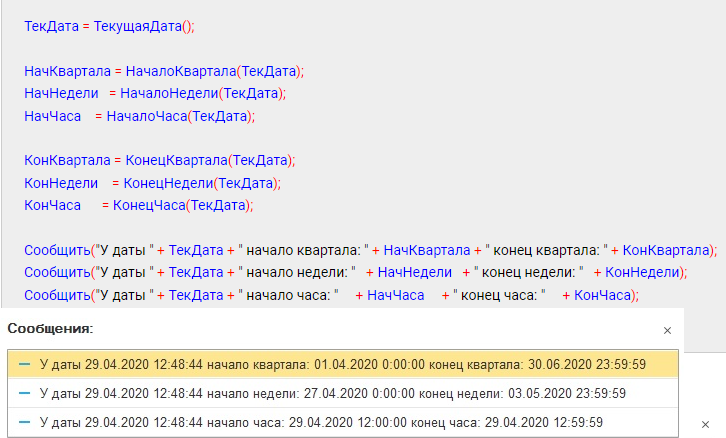 ТекДата = ТекущаяДата();
НачКвартала = НачалоКвартала(ТекДата);
НачНедели = НачалоНедели(ТекДата);
НачЧаса = НачалоЧаса(ТекДата);
КонКвартала = КонецКвартала(ТекДата);
КонНедели = КонецНедели(ТекДата);
КонЧаса = КонецЧаса(ТекДата);
Сообщить("У даты " + ТекДата + " начало квартала: " + НачКвартала + " конец квартала: " + КонКвартала);
Сообщить("У даты " + ТекДата + " начало недели: " + НачНедели + " конец недели: " + КонНедели);
Сообщить("У даты " + ТекДата + " начало часа: " + НачЧаса + " конец часа: " + КонЧаса);
Сообщения:
У даты 29.04.2020 12:48:44 начало квартала: 01.04.2020 0:00:00 конец квартала: 30.06.2020 23:59:59
У даты 29.04.2020 12:48:44 начало недели: 27.04.2020 0:00:00 конец недели: 03.05.2020 23:59:59
У даты 29.04.2020 12:48:44 начало часа: 29.04.2020 12:00:00 конец часа: 29.04.2020 12:59:59